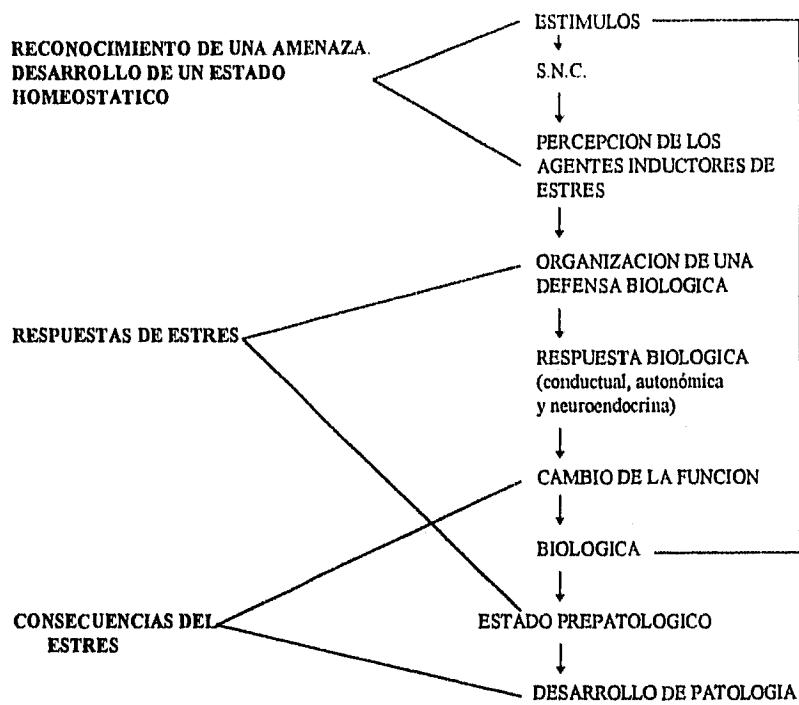 ESTIMULOS
RECONOCIMIENTO DE UNA AMENAZA.
DESARROLLO DE UN ESTADO
HOMEOSTATICO
S.N.C.
PERCEPCION DE LOS
AGENTES INDUCTORES DE
ESTRES
ORGANIZACION DE UNA
DEFENSA BIOLOGICA
RESPUESTAS DE ESTRES
RESPUESTA BIOLOGICA
(conductual, autonómica
y neuroendocrina)
CAMBIO DE LA FUNCION
BIOLOGICA
CONSECUENCIAS DEL
ESTRES
ESTADO PREPATOLOGICO
DESARROLLO DE PATOLOGIA